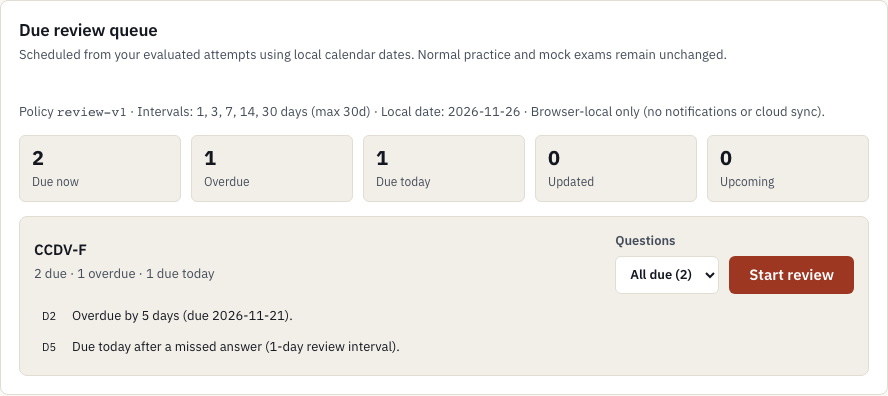 Due review queue
Scheduled from your evaluated attempts using local calendar dates. Normal practice and mock exams remain unchanged.
Policy review-v1 · Intervals: 1, 3, 7, 14, 30 days (max 30d) · Local date: 2026-11-26 · Browser-local only (no notifications or cloud sync).
2
Due now
1
Overdue
1
Due today
0
Updated
0
Upcoming
CCDV-F
2 due · 1 overdue · 1 due today
Questions
All due (2)
Start review
D2 Overdue by 5 days (due 2026-11-21).
D5 Due today after a missed answer (1-day review interval).